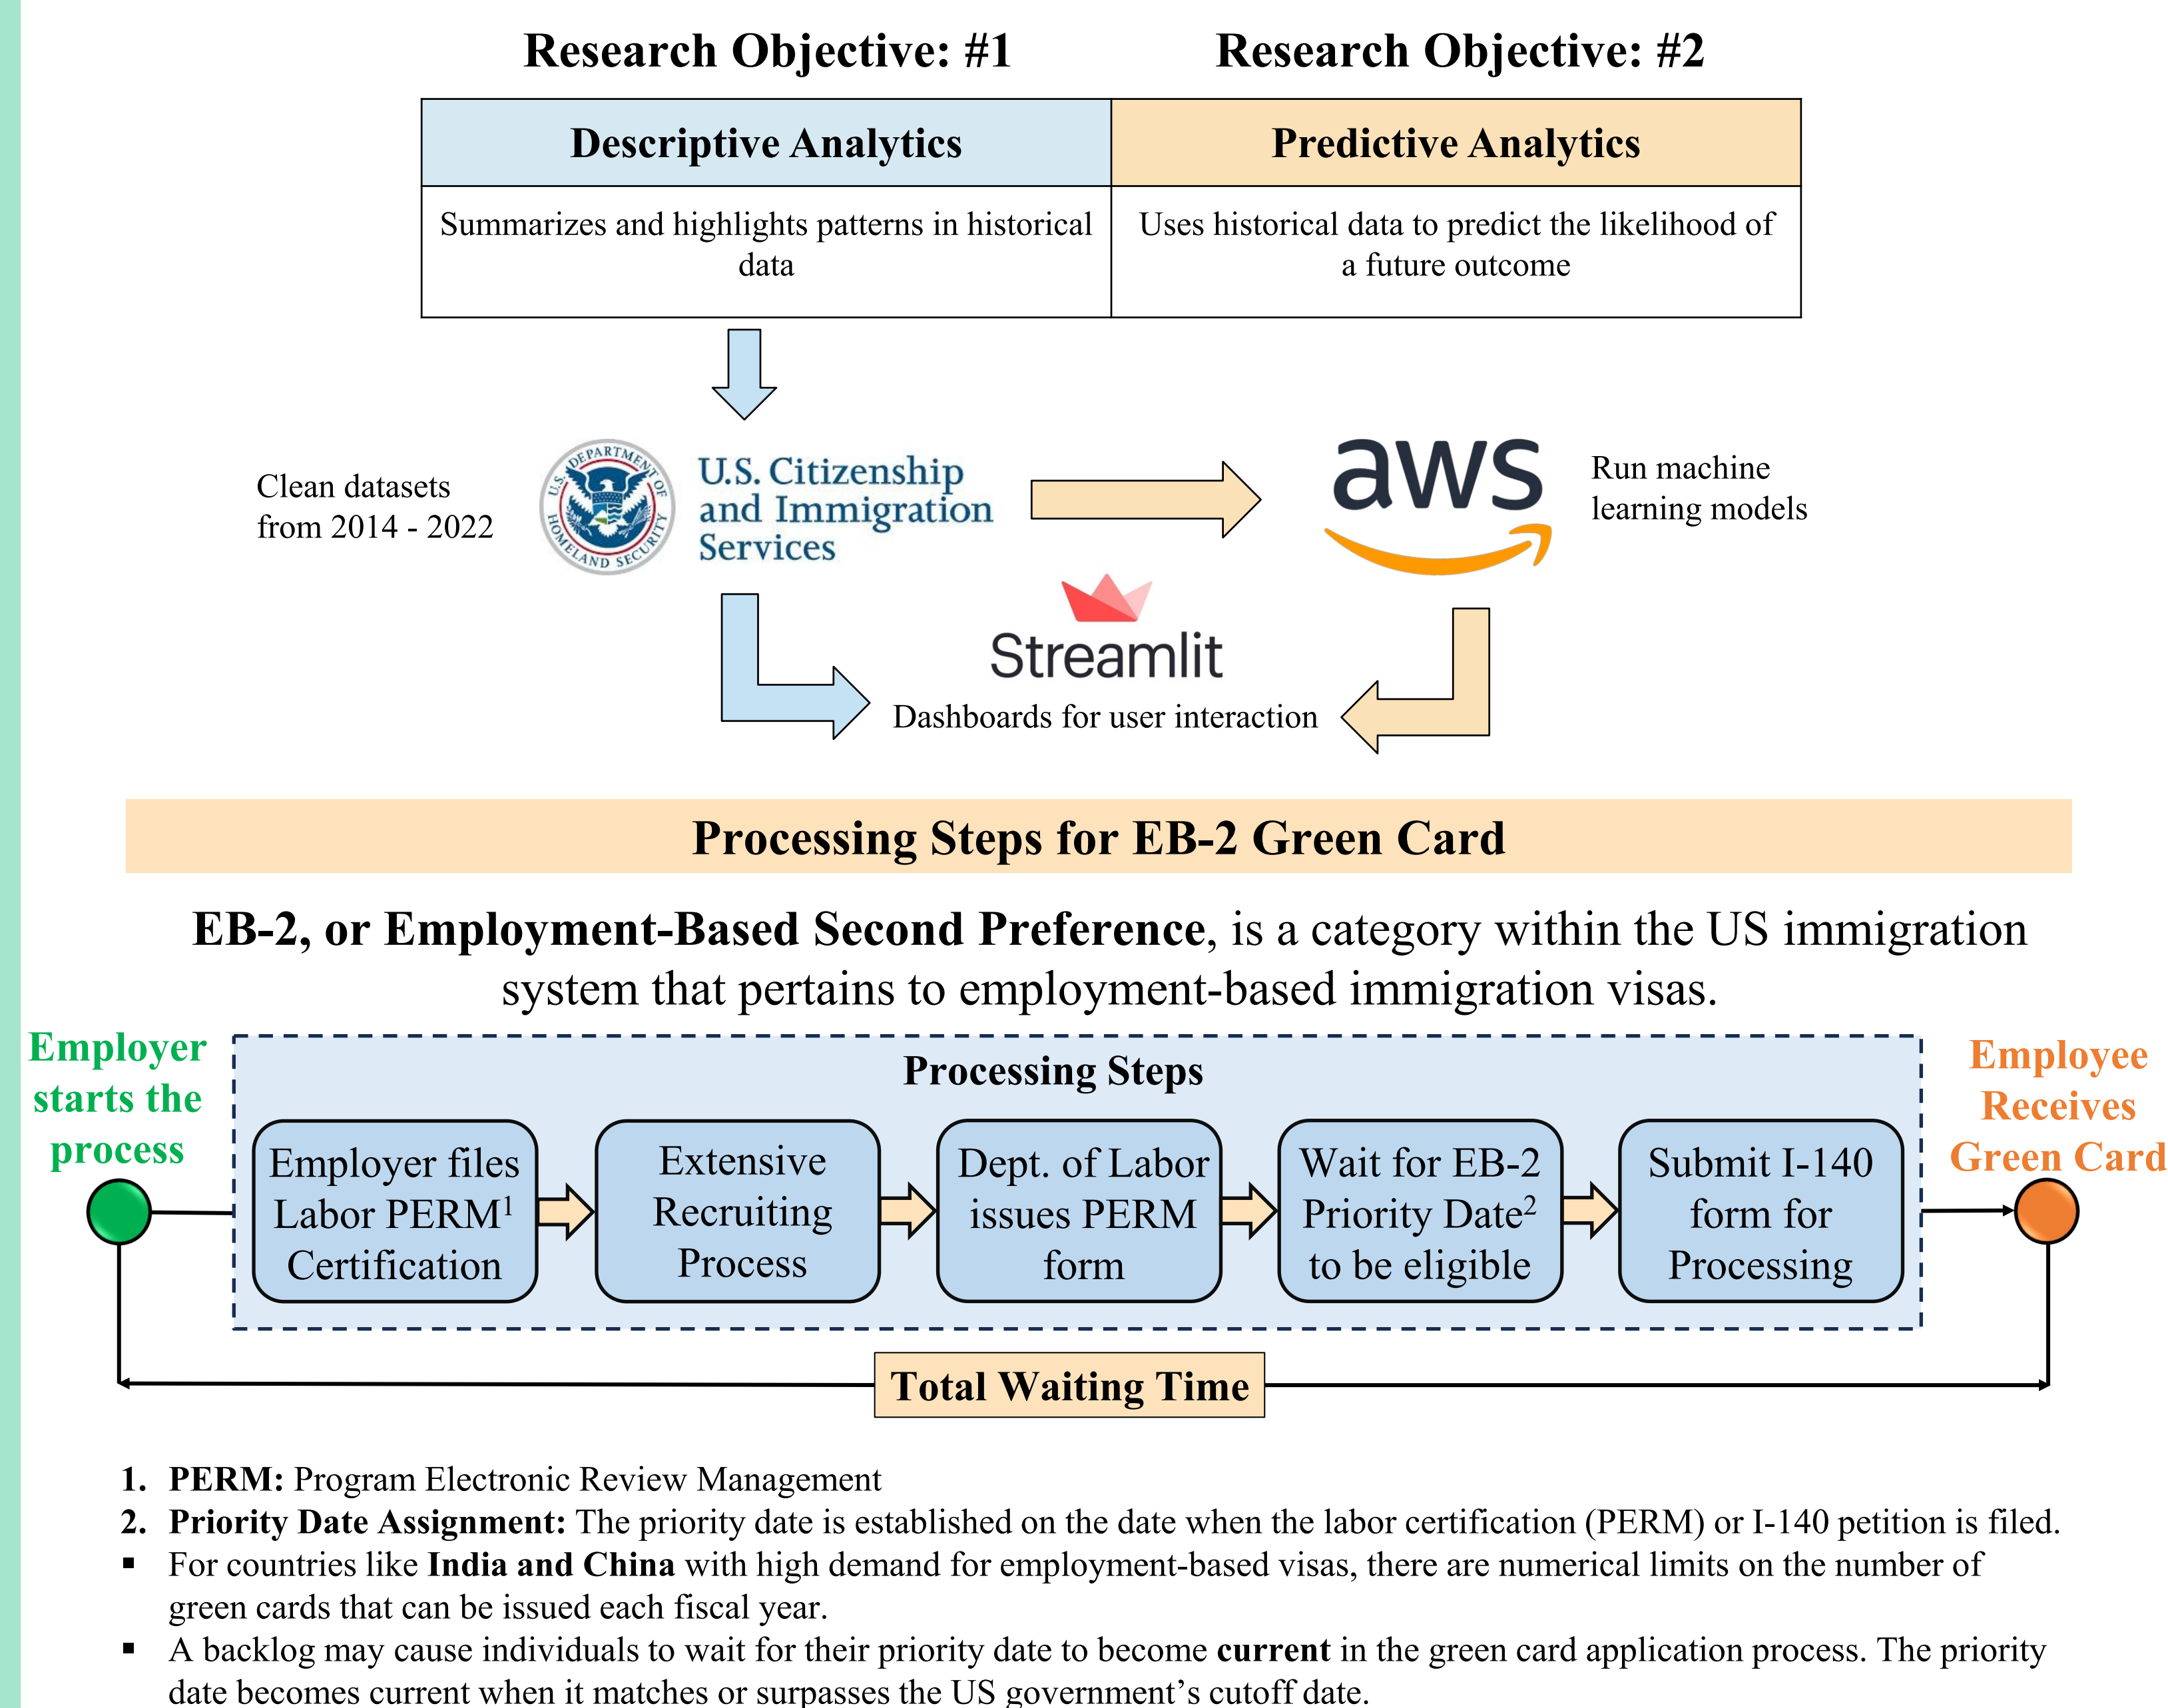 Research Objective: #1
Research Objective: #2
Descriptive Analytics
Predictive Analytics
Summarizes and highlights patterns in historical
data
Uses historical data to predict the likelihood of
a future outcome
Clean datasets
from 2014 - 2022
U.S. DEPARTMENT OF
HOMELAND SECURITY
U.S. Citizenship
and Immigration
Services
aws
Run machine
learning models
Streamlit
Dashboards for user interaction
Processing Steps for EB-2 Green Card
EB-2, or Employment-Based Second Preference, is a category within the US immigration
system that pertains to employment-based immigration visas.
Employer
starts the
process
Processing Steps
Employer files
Labor PERM¹
Certification
Extensive
Recruiting
Process
Dept. of Labor
issues PERM
form
Wait for EB-2
Priority Date²
to be eligible
Submit I-140
form for
Processing
Employee
Receives
Green Card
Total Waiting Time
1. PERM: Program Electronic Review Management
2. Priority Date Assignment: The priority date is established on the date when the labor certification (PERM) or I-140 petition is filed.
▪ For countries like India and China with high demand for employment-based visas, there are numerical limits on the number of
green cards that can be issued each fiscal year.
▪ A backlog may cause individuals to wait for their priority date to become current in the green card application process. The priority
date becomes current when it matches or surpasses the US government's cutoff date.